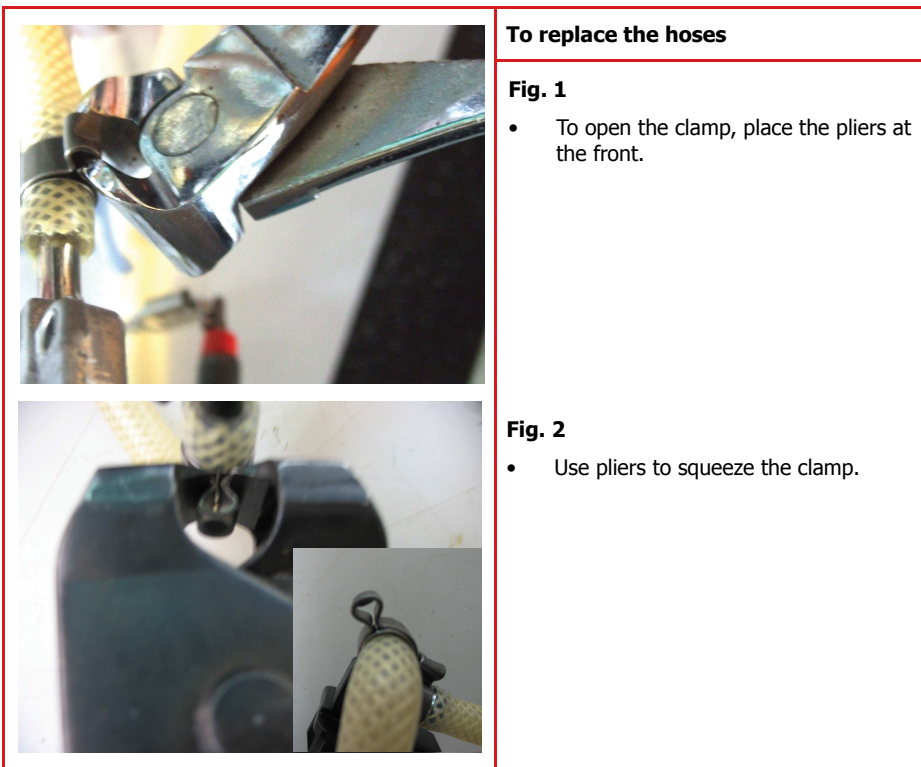 To replace the hoses
Fig. 1
• To open the clamp, place the pliers at
the front.
Fig. 2
• Use pliers to squeeze the clamp.